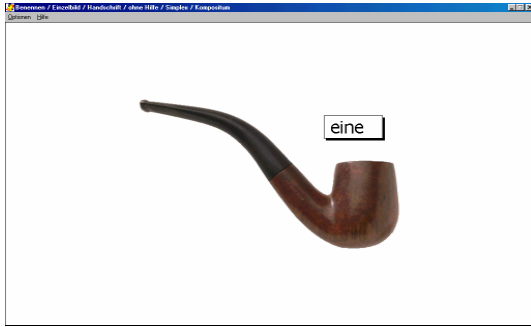 Benennen / Einzelbild / Handschrift / ohne Hilfe / Simplex / Kompositum
Optionen Hilfe
eine